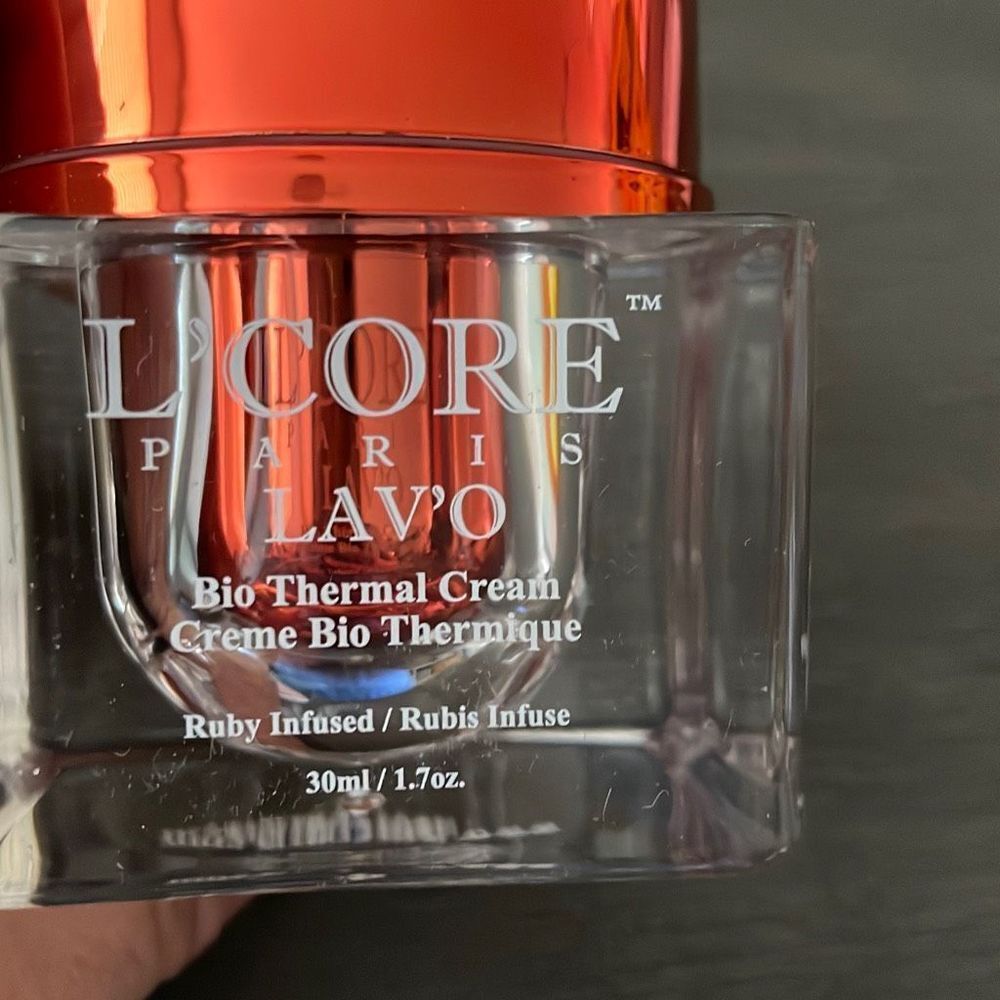 L'CORE™
PARIS
LAV'O
Bio Thermal Cream
Creme Bio Thermique
Ruby Infused / Rubis Infuse
30ml / 1.7oz.